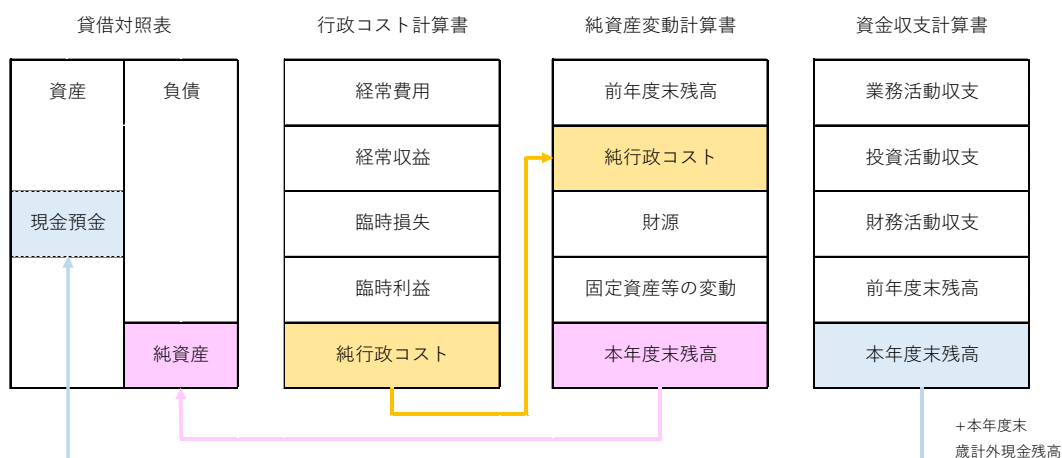 貸借対照表
行政コスト計算書
純資産変動計算書
資金収支計算書
資産
負債
現金預金
純資産
経常費用
経常収益
臨時損失
臨時利益
純行政コスト
前年度末残高
純行政コスト
財源
固定資産等の変動
本年度末残高
業務活動収支
投資活動収支
財務活動収支
前年度末残高
本年度末残高
+本年度末
歳計外現金残高